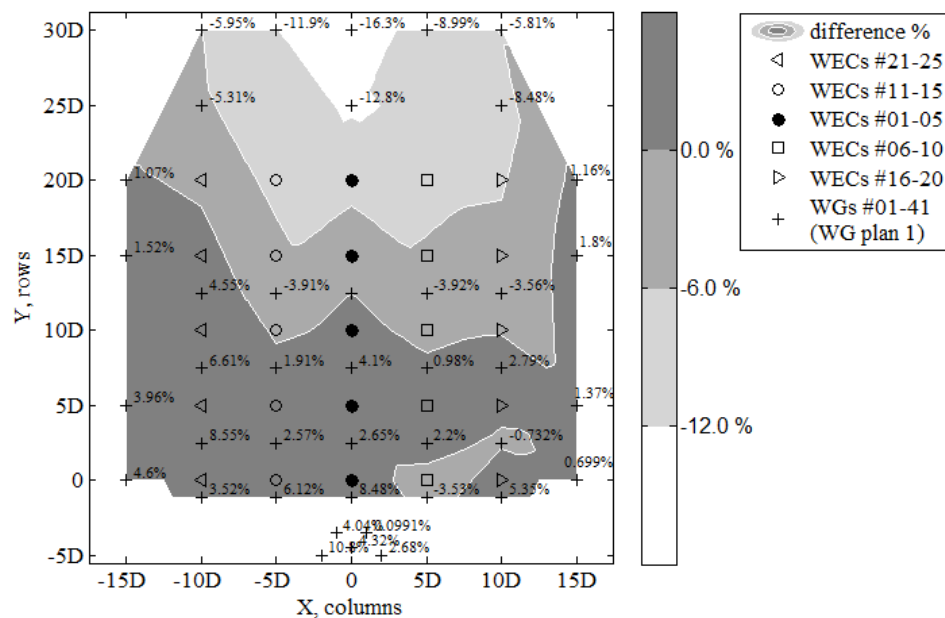 30D
25D
20D
15D
10D
5D
0
-5D
Y, rows
-15D -10D -5D 0 5D 10D 15D
X, columns
-5.95% -11.9% -16.3% -8.99% -5.81%
-5.31% -12.8% -8.48%
1.07% 1.16%
1.52% 1.8%
4.55% -3.91% -3.92% -3.56%
6.61% 1.91% 4.1% 0.98% 2.79%
3.96% 1.37%
8.55% 2.57% 2.65% 2.2% -0.732%
4.6% 0.699%
3.52% 6.12% 8.48% -3.53% 5.35%
4.04% 0.0991%
4.32%
10.8% 2.68%
0.0 %
-6.0 %
-12.0 %
difference %
WECs #21-25
WECs #11-15
WECs #01-05
WECs #06-10
WECs #16-20
WGs #01-41
(WG plan 1)